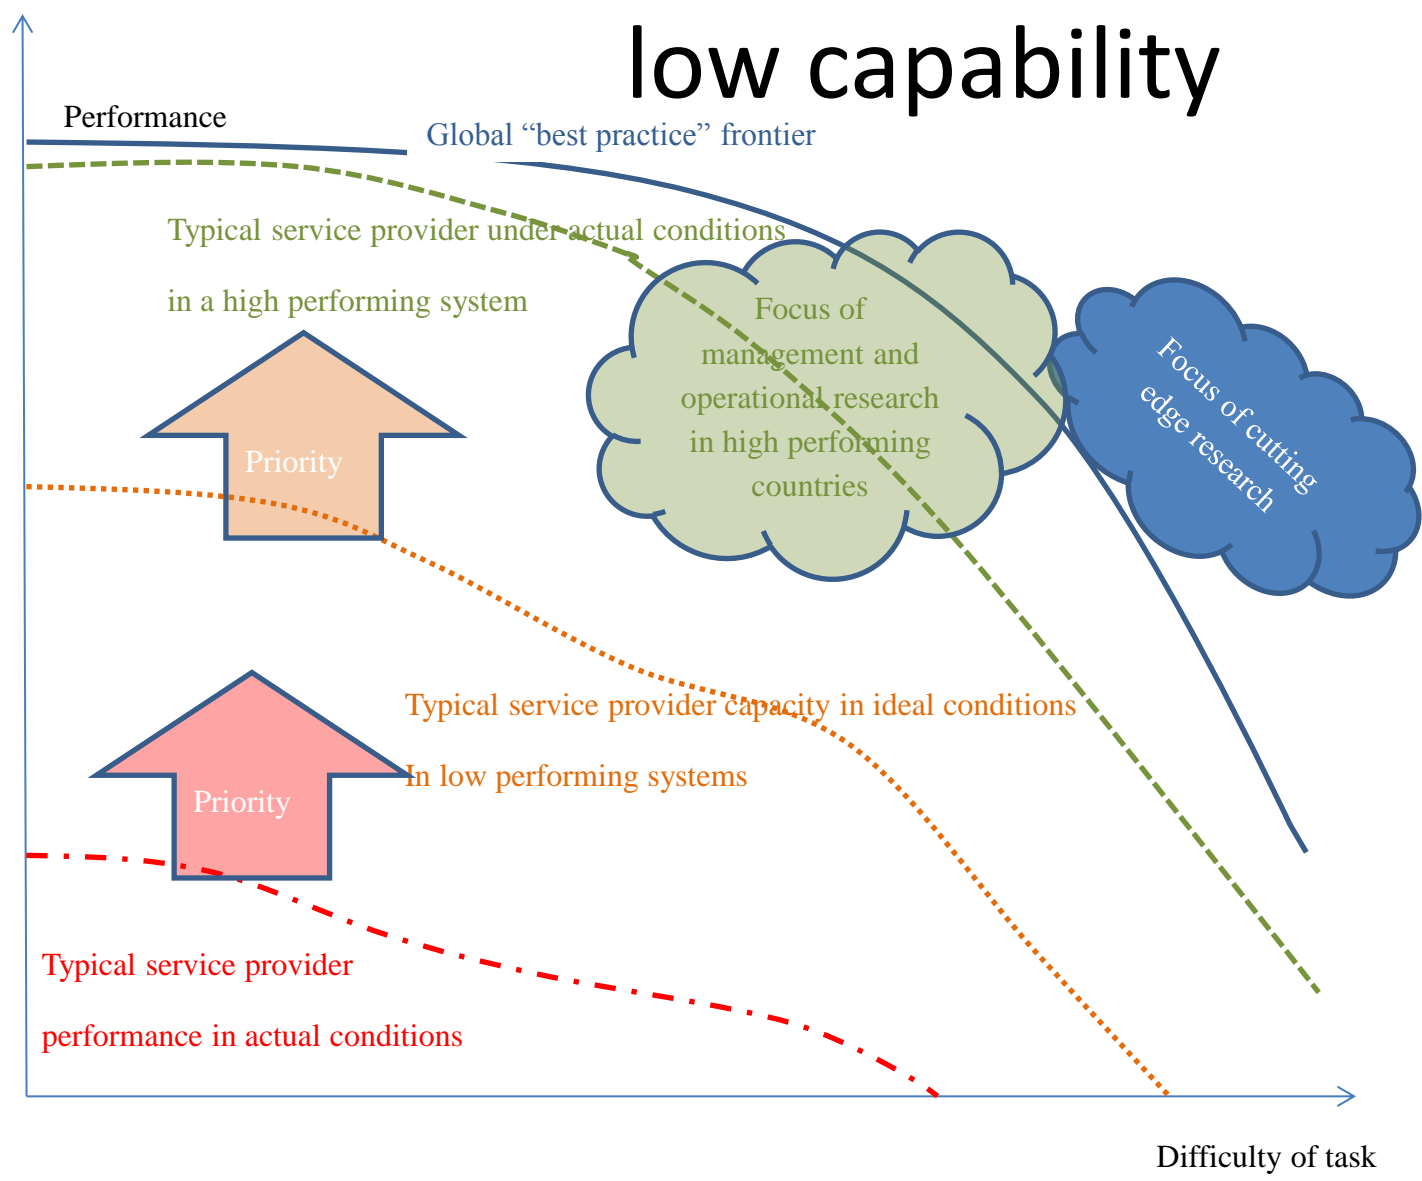 low capability
Performance
Global “best practice” frontier
Typical service provider under actual conditions
in a high performing system
Focus of
management and
operational research
in high performing
countries
Focus of cutting
edge research
Priority
Typical service provider capacity in ideal conditions
In low performing systems
Priority
Typical service provider
performance in actual conditions
Difficulty of task